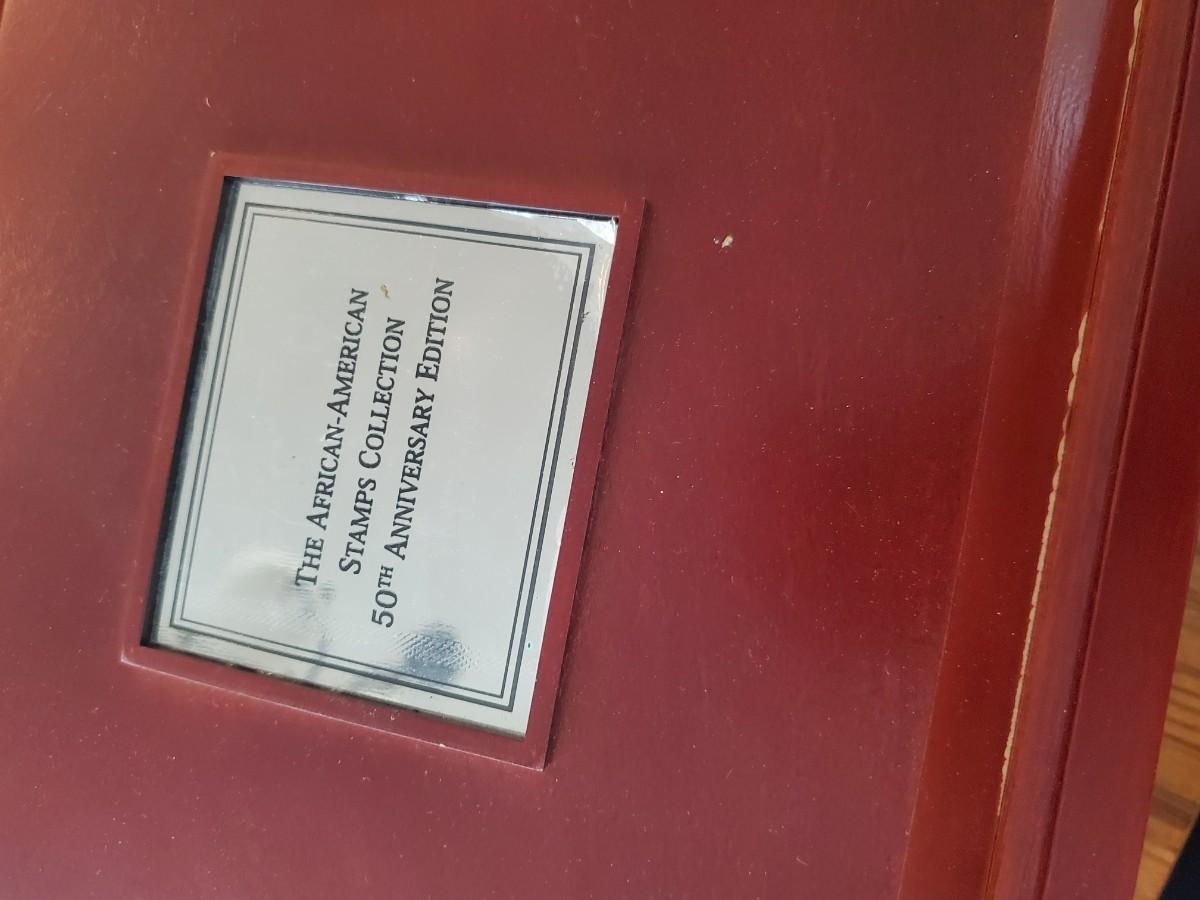 The African-American
Stamps Collection
50th Anniversary Edition